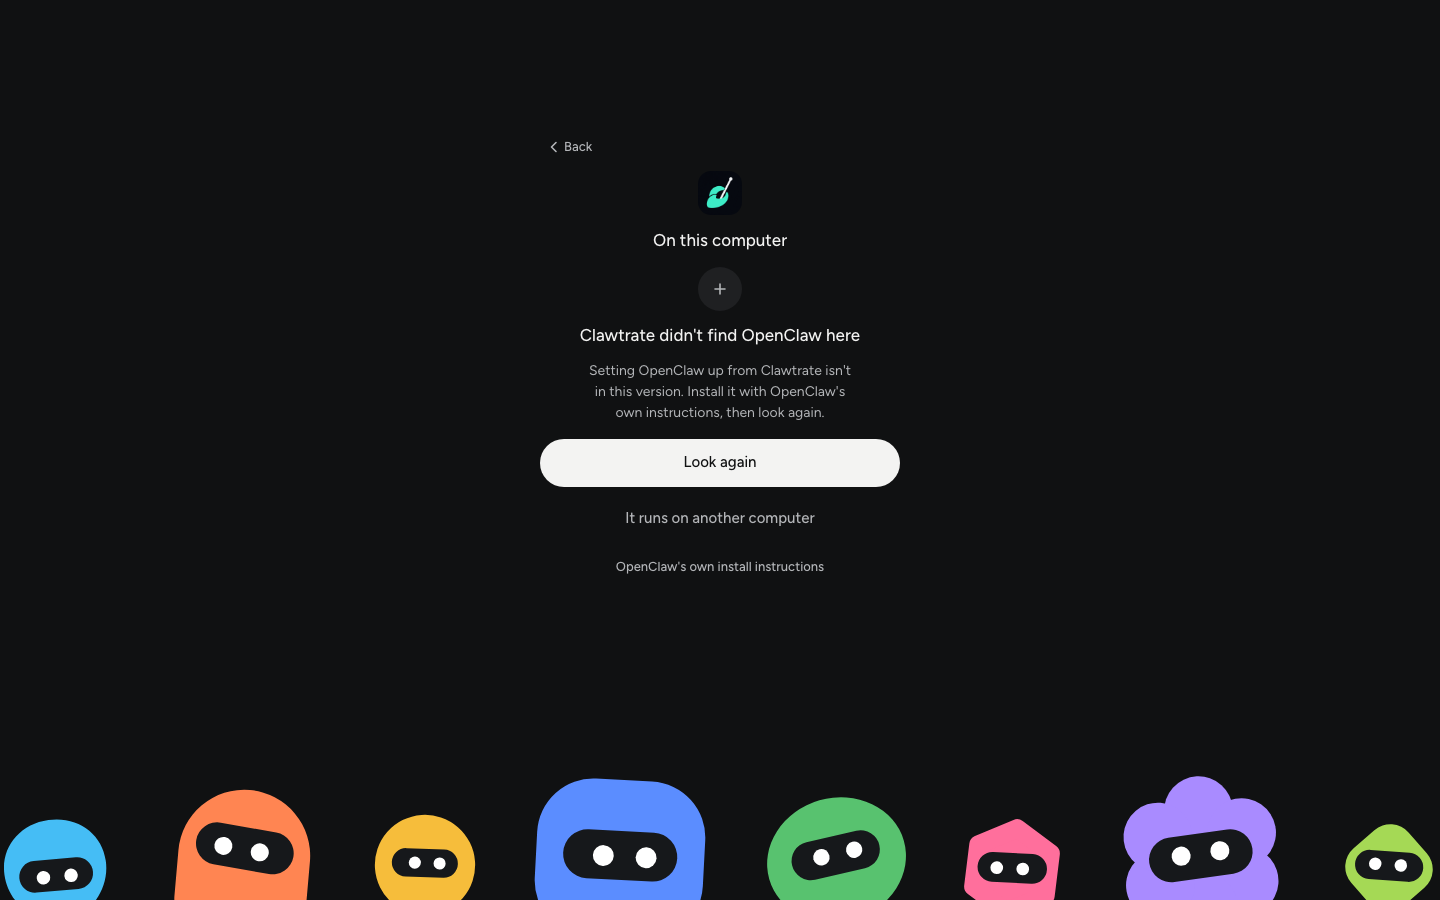 Back
On this computer
Clawtrate didn't find OpenClaw here
Setting OpenClaw up from Clawtrate isn't
in this version. Install it with OpenClaw's
own instructions, then look again.
Look again
It runs on another computer
OpenClaw's own install instructions